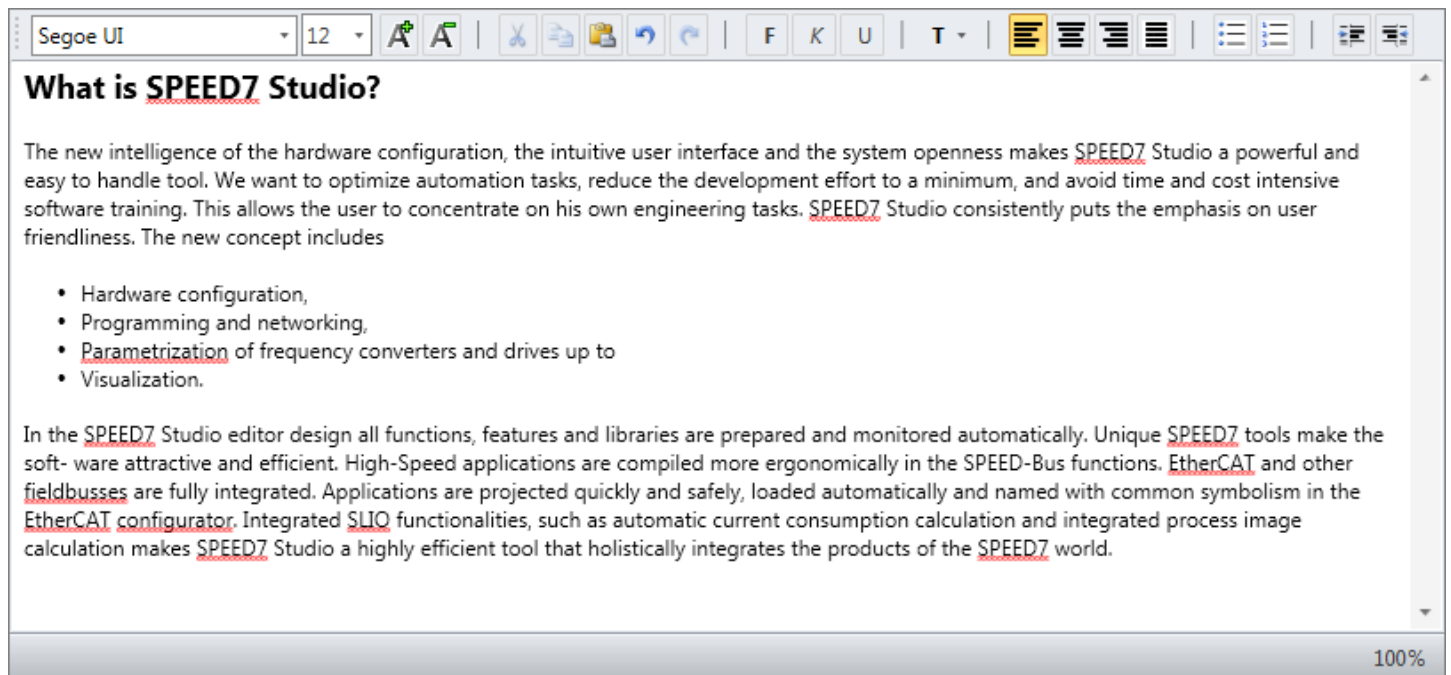 Segoe UI 12 A A F K U T
What is SPEED7 Studio?
The new intelligence of the hardware configuration, the intuitive user interface and the system openness makes SPEED7 Studio a powerful and
easy to handle tool. We want to optimize automation tasks, reduce the development effort to a minimum, and avoid time and cost intensive
software training. This allows the user to concentrate on his own engineering tasks. SPEED7 Studio consistently puts the emphasis on user
friendliness. The new concept includes
• Hardware configuration,
• Programming and networking,
• Parametrization of frequency converters and drives up to
• Visualization.
In the SPEED7 Studio editor design all functions, features and libraries are prepared and monitored automatically. Unique SPEED7 tools make the
soft- ware attractive and efficient. High-Speed applications are compiled more ergonomically in the SPEED-Bus functions. EtherCAT and other
fieldbusses are fully integrated. Applications are projected quickly and safely, loaded automatically and named with common symbolism in the
EtherCAT configurator. Integrated SLIO functionalities, such as automatic current consumption calculation and integrated process image
calculation makes SPEED7 Studio a highly efficient tool that holistically integrates the products of the SPEED7 world.
100%